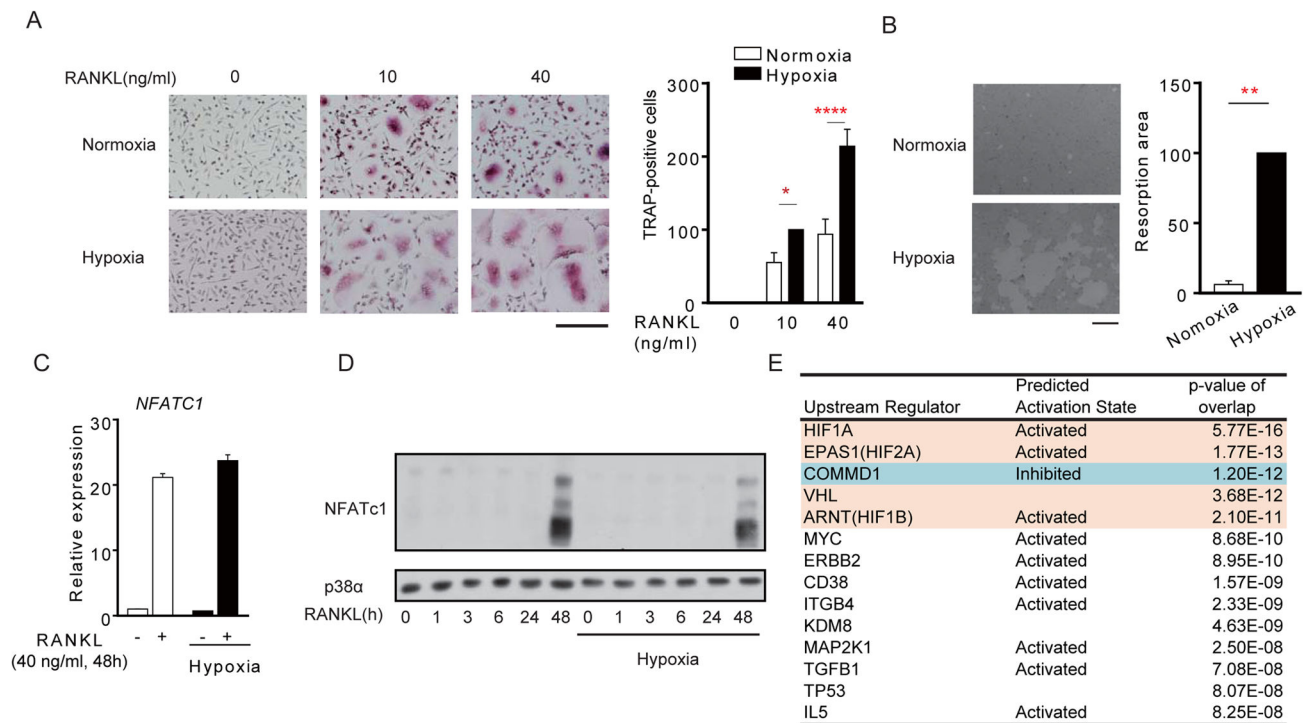 A
RANKL(ng/ml) 0 10 40
Normoxia
Hypoxia
Normoxia
Hypoxia
TRAP-positive cells
300
200
100
0
*
****
RANKL 0 10 40
(ng/ml)
B
Normoxia
Hypoxia
Resorption area
150
100
50
0
**
Nomoxia
Hypoxia
C
NFATC1
Relative expression
30
20
10
0
RANKL - + - +
(40 ng/ml, 48h) Hypoxia
D
NFATc1
p38α
RANKL(h) 0 1 3 6 24 48 0 1 3 6 24 48
Hypoxia
E
Predicted p-value of
Upstream Regulator Activation State overlap
HIF1A Activated 5.77E-16
EPAS1(HIF2A) Activated 1.77E-13
COMMD1 Inhibited 1.20E-12
VHL 3.68E-12
ARNT(HIF1B) Activated 2.10E-11
MYC Activated 8.68E-10
ERBB2 Activated 8.95E-10
CD38 Activated 1.57E-09
ITGB4 Activated 2.33E-09
KDM8 4.63E-09
MAP2K1 Activated 2.50E-08
TGFB1 Activated 7.08E-08
TP53 8.07E-08
IL5 Activated 8.25E-08